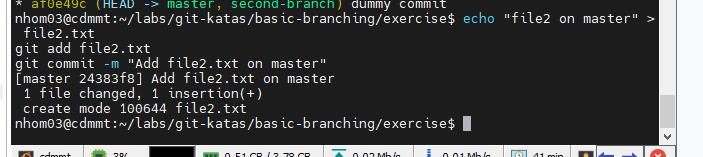 * af0e49c (HEAD -> master, second-branch) dummy commit
nhom03@cdmmt:~/labs/git-katas/basic-branching/exercise$ echo "file2 on master" >
 file2.txt
git add file2.txt
git commit -m "Add file2.txt on master"
[master 24383f8] Add file2.txt on master
 1 file changed, 1 insertion(+)
 create mode 100644 file2.txt
nhom03@cdmmt:~/labs/git-katas/basic-branching/exercise$
cdmmt 3% 0.51 GB / 3.78 GB 0.02 Mb/s 0.01 Mb/s 41 min